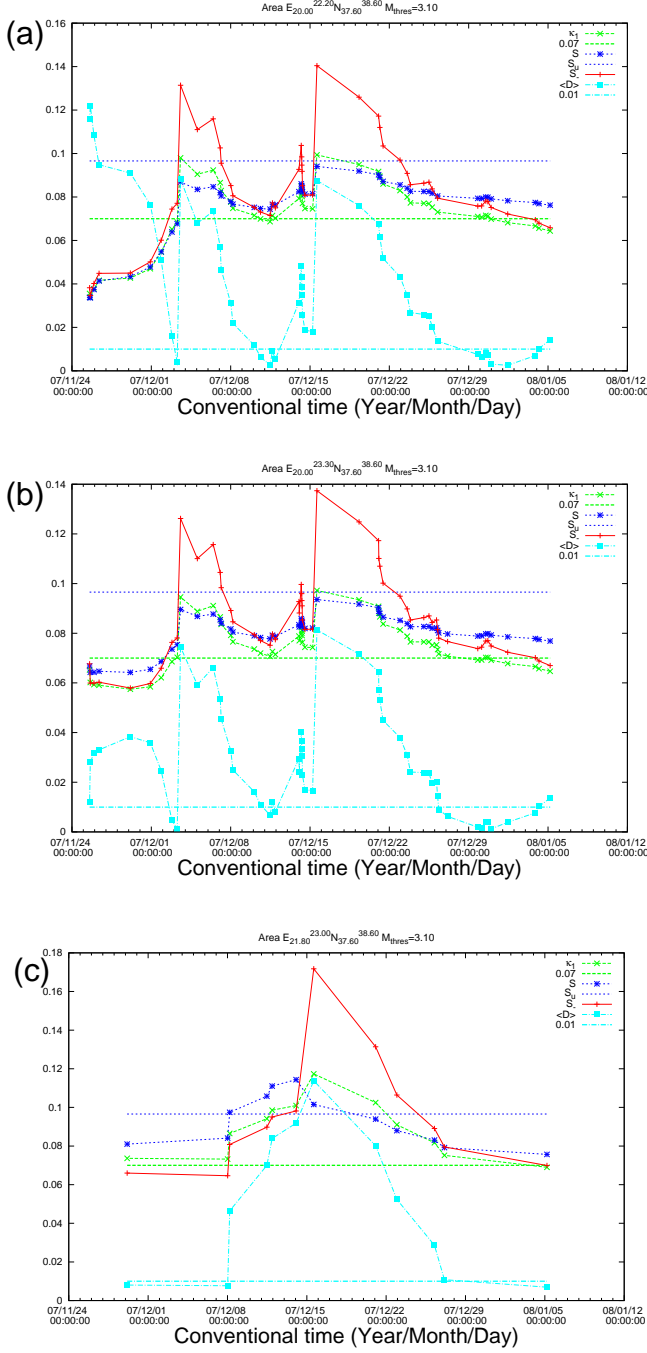 (a)
Area E20.00^22.20 N37.60^38.60 Mthres=3.10
0.16
0.14
0.12
0.1
0.08
0.06
0.04
0.02
0
κ1
0.07
S
Su
S-
<D>
0.01
07/11/24 07/12/01 07/12/08 07/12/15 07/12/22 07/12/29 08/01/05 08/01/12
00:00:00 00:00:00 00:00:00 00:00:00 00:00:00 00:00:00 00:00:00 00:00:00
Conventional time (Year/Month/Day)
(b)
Area E20.00^23.30 N37.60^38.60 Mthres=3.10
0.14
0.12
0.1
0.08
0.06
0.04
0.02
0
κ1
0.07
S
Su
S-
<D>
0.01
07/11/24 07/12/01 07/12/08 07/12/15 07/12/22 07/12/29 08/01/05 08/01/12
00:00:00 00:00:00 00:00:00 00:00:00 00:00:00 00:00:00 00:00:00 00:00:00
Conventional time (Year/Month/Day)
(c)
Area E21.80^23.00 N37.60^38.60 Mthres=3.10
0.18
0.16
0.14
0.12
0.1
0.08
0.06
0.04
0.02
0
κ1
0.07
S
Su
S-
<D>
0.01
07/11/24 07/12/01 07/12/08 07/12/15 07/12/22 07/12/29 08/01/05 08/01/12
00:00:00 00:00:00 00:00:00 00:00:00 00:00:00 00:00:00 00:00:00 00:00:00
Conventional time (Year/Month/Day)